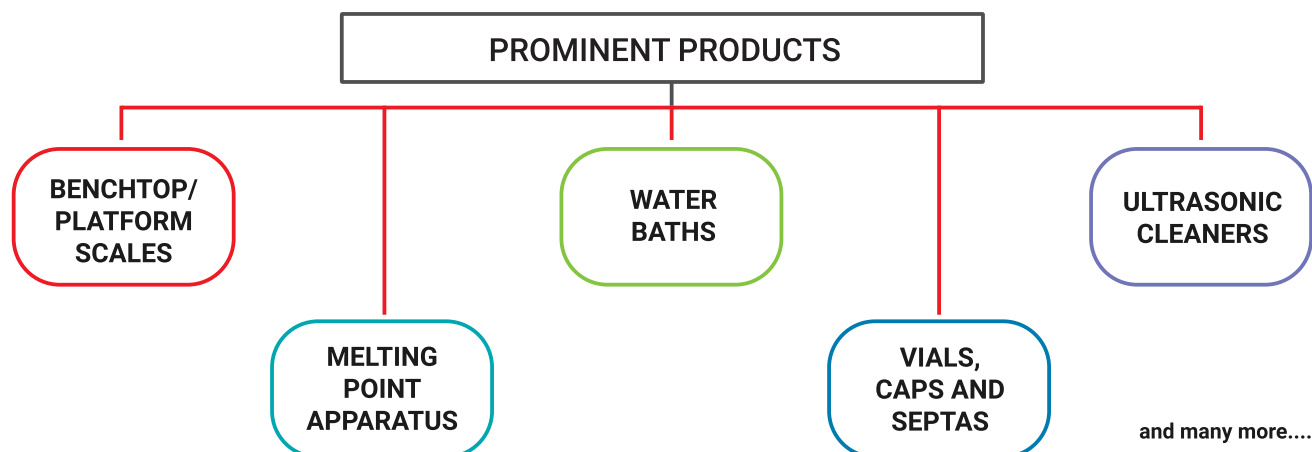 PROMINENT PRODUCTS
BENCHTOP/
PLATFORM
SCALES
WATER
BATHS
ULTRASONIC
CLEANERS
MELTING
POINT
APPARATUS
VIALS,
CAPS AND
SEPTAS
and many more....